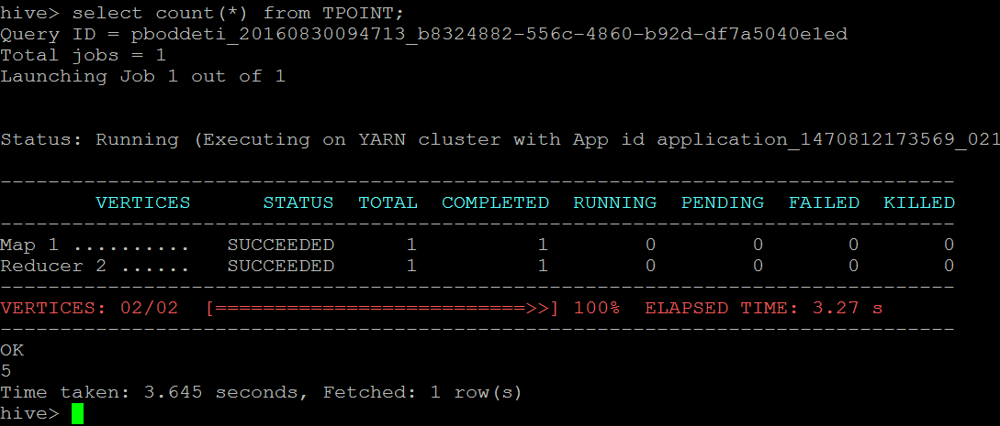 hive> select count(*) from TPOINT;
Query ID = pboddeti_20160830094713_b8324882-556c-4860-b92d-df7a5040e1ed
Total jobs = 1
Launching Job 1 out of 1
Status: Running (Executing on YARN cluster with App id application_1470812173569_021
--------------------------------------------------------------------------------
VERTICES STATUS TOTAL COMPLETED RUNNING PENDING FAILED KILLED
--------------------------------------------------------------------------------
Map 1 .......... SUCCEEDED 1 1 0 0 0 0
Reducer 2 ...... SUCCEEDED 1 1 0 0 0 0
--------------------------------------------------------------------------------
VERTICES: 02/02 [==========================>>] 100% ELAPSED TIME: 3.27 s
--------------------------------------------------------------------------------
OK
5
Time taken: 3.645 seconds, Fetched: 1 row(s)
hive>